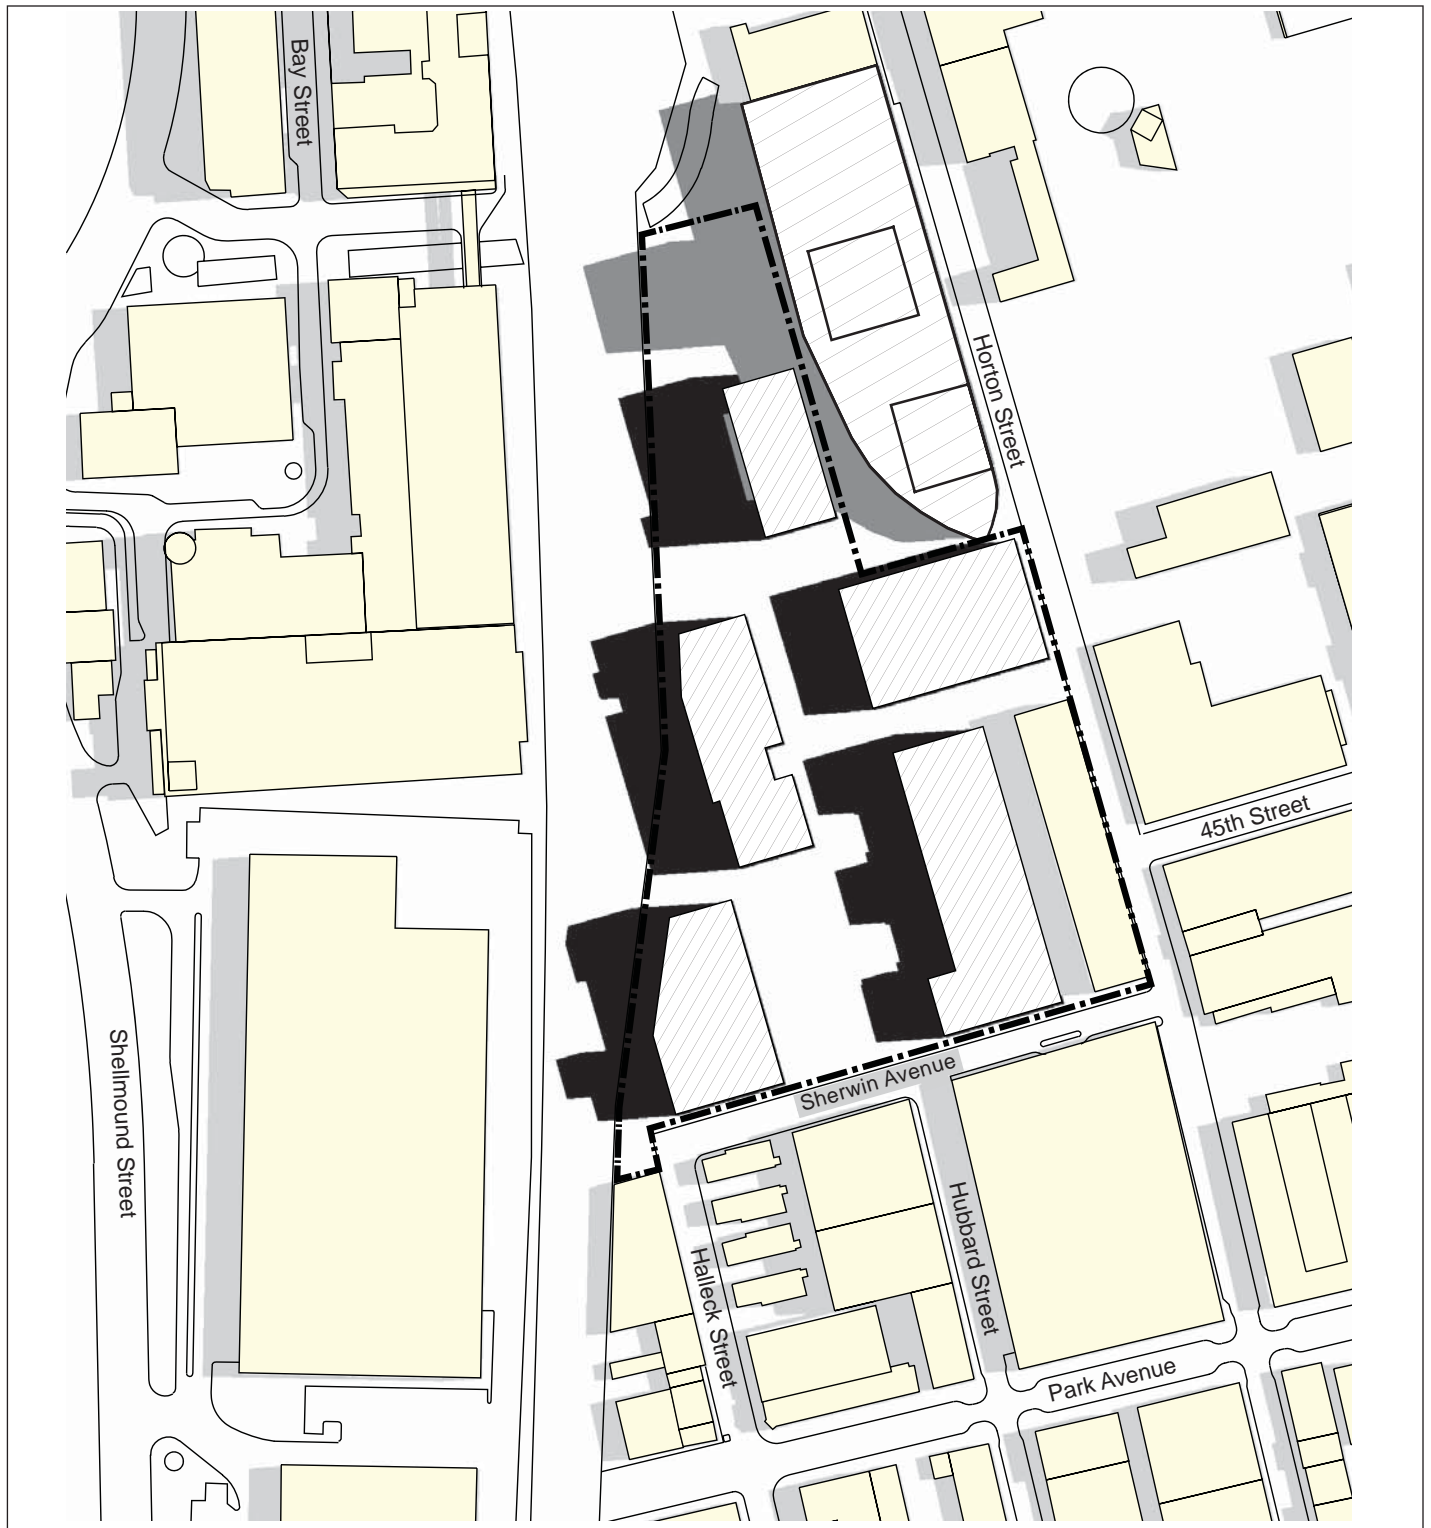 Bay Street
Horton Street
45th Street
Shellmound Street
Sherwin Avenue
Hubbard Street
Halleck Street
Park Avenue